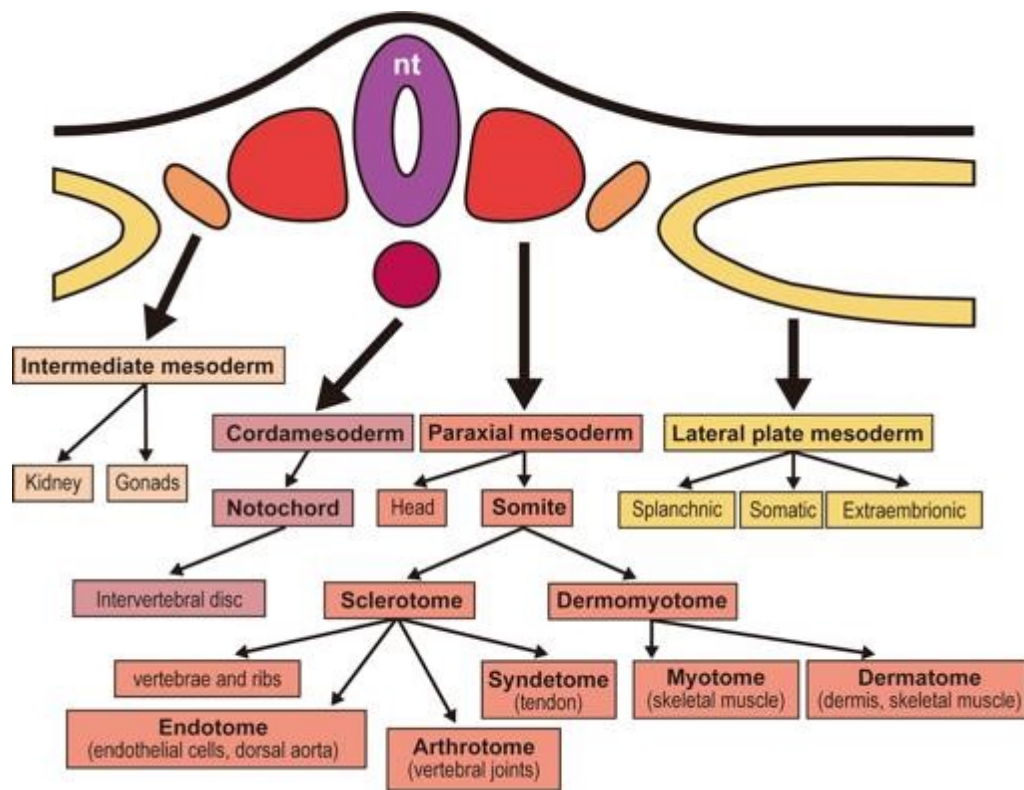 nt
Intermediate mesoderm
Kidney
Gonads
Cordamesoderm
Paraxial mesoderm
Lateral plate mesoderm
Notochord
Head
Somite
Splanchnic
Somatic
Extraembrionic
Intervertebral disc
Sclerotome
Dermomyotome
vertebrae and ribs
Syndetome
(tendon)
Myotome
(skeletal muscle)
Dermatome
(dermis, skeletal muscle)
Endotome
(endothelial cells, dorsal aorta)
Arthrotome
(vertebral joints)